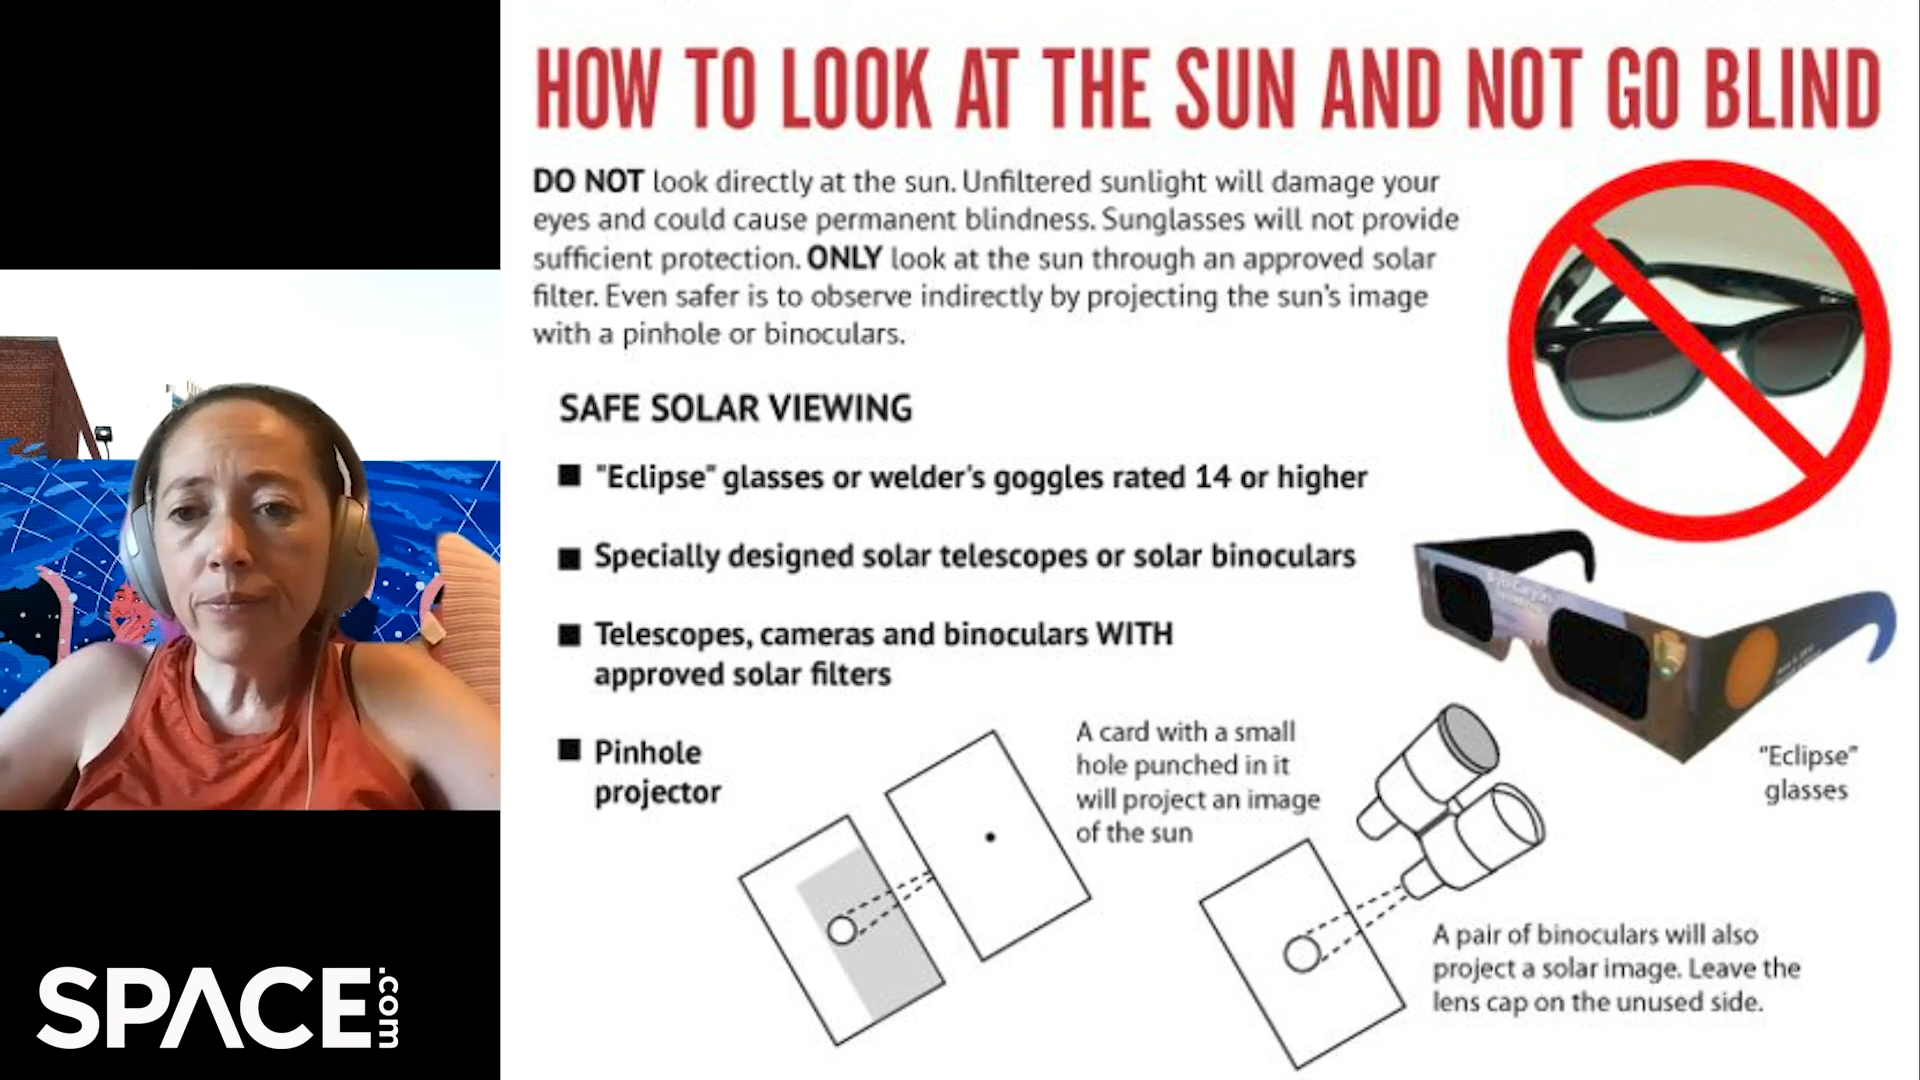 HOW TO LOOK AT THE SUN AND NOT GO BLIND
DO NOT look directly at the sun. Unfiltered sunlight will damage your
eyes and could cause permanent blindness. Sunglasses will not provide
sufficient protection. ONLY look at the sun through an approved solar
filter. Even safer is to observe indirectly by projecting the sun's image
with a pinhole or binoculars.
SAFE SOLAR VIEWING
"Eclipse" glasses or welder's goggles rated 14 or higher
Specially designed solar telescopes or solar binoculars
Telescopes, cameras and binoculars WITH
approved solar filters
Pinhole
projector
A card with a small
hole punched in it
will project an image
of the sun
"Eclipse"
glasses
A pair of binoculars will also
project a solar image. Leave the
lens cap on the unused side.
SPACE.com